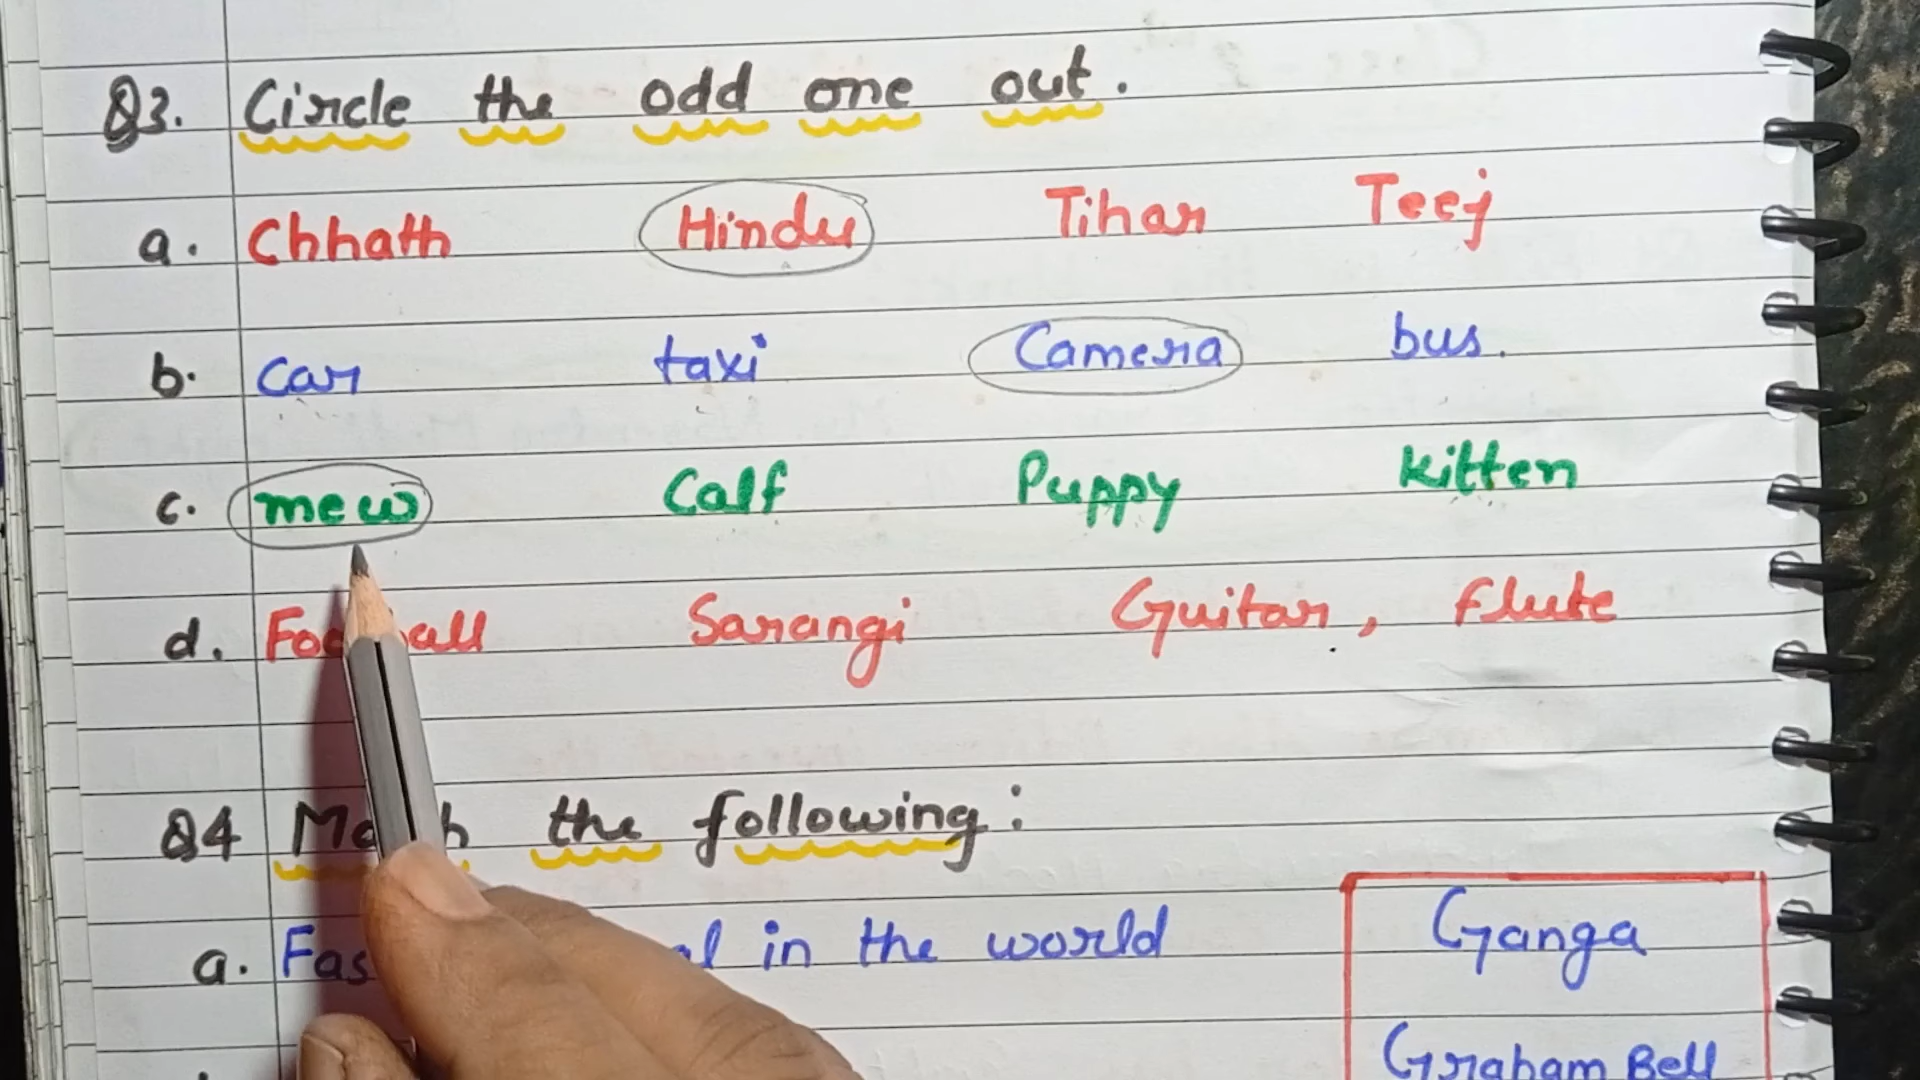 Q3. Circle the odd one out.
a. Chhath Hindu Tihar Teej
b. Car taxi Camera bus.
c. mew Calf Puppy kitten
d. Sarangi Guitar, Flute
Q4 the following:
a. in the world
Ganga
Graham Bell